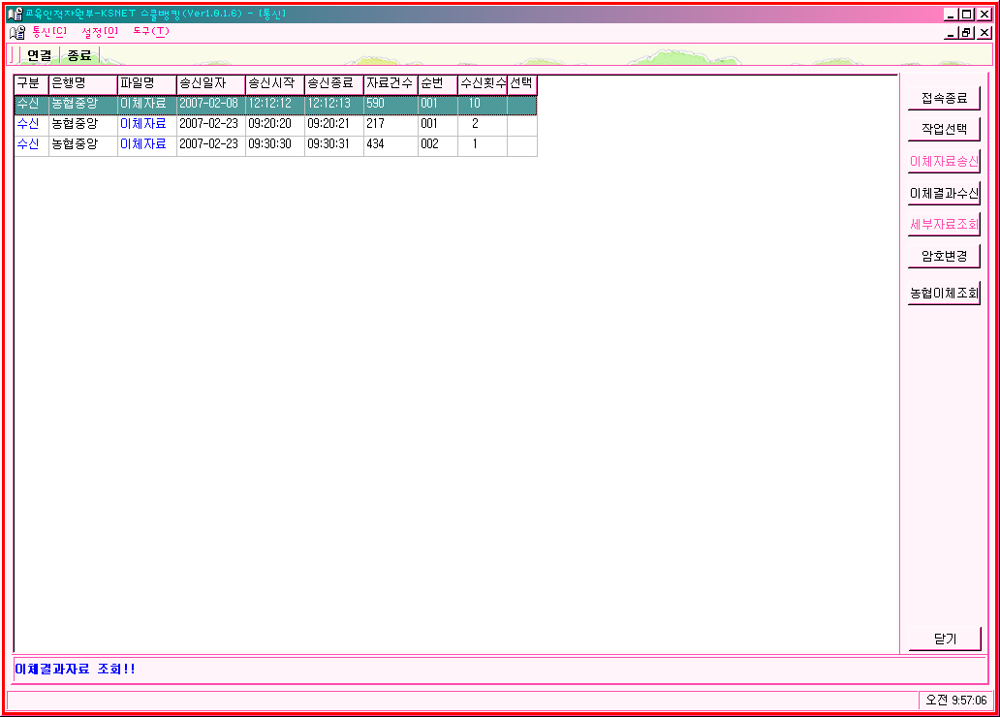 교육인적자원부-KSNET 스쿨뱅킹(Ver1.0.1.6) - [통신]
통신[C] 설정[O] 도구(T)
연결 종료
구분 은행명 파일명 송신일자 송신시작 송신종료 자료건수 순번 수신횟수 선택
수신 농협중앙 이체자료 2007-02-08 12:12:12 12:12:13 590 001 10
수신 농협중앙 이체자료 2007-02-23 09:20:20 09:20:21 217 001 2
수신 농협중앙 이체자료 2007-02-23 09:30:30 09:30:31 434 002 1
접속종료
작업선택
이체자료송신
이체결과수신
세부자료조회
암호변경
농협이체조회
닫기
이체결과자료 조회!!
오전 9:57:06